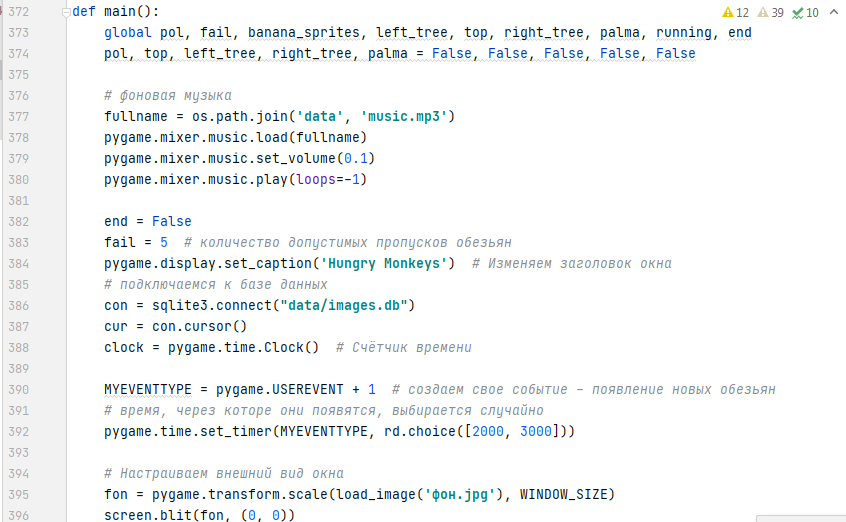 372 def main():
373 global pol, fail, banana_sprites, left_tree, top, right_tree, palma, running, end
374 pol, top, left_tree, right_tree, palma = False, False, False, False, False
375
376 # фоновая музыка
377 fullname = os.path.join('data', 'music.mp3')
378 pygame.mixer.music.load(fullname)
379 pygame.mixer.music.set_volume(0.1)
380 pygame.mixer.music.play(loops=-1)
381
382 end = False
383 fail = 5  # количество допустимых пропусков обезьян
384 pygame.display.set_caption('Hungry Monkeys')  # Изменяем заголовок окна
385 # подключаемся к базе данных
386 con = sqlite3.connect("data/images.db")
387 cur = con.cursor()
388 clock = pygame.time.Clock()  # Счётчик времени
389
390 MYEVENTTYPE = pygame.USEREVENT + 1  # создаем свое событие – появление новых обезьян
391 # время, через которе они появятся, выбирается случайно
392 pygame.time.set_timer(MYEVENTTYPE, rd.choice([2000, 3000]))
393
394 # Настраиваем внешний вид окна
395 fon = pygame.transform.scale(load_image('фон.jpg'), WINDOW_SIZE)
396 screen.blit(fon, (0, 0))
12 39 10